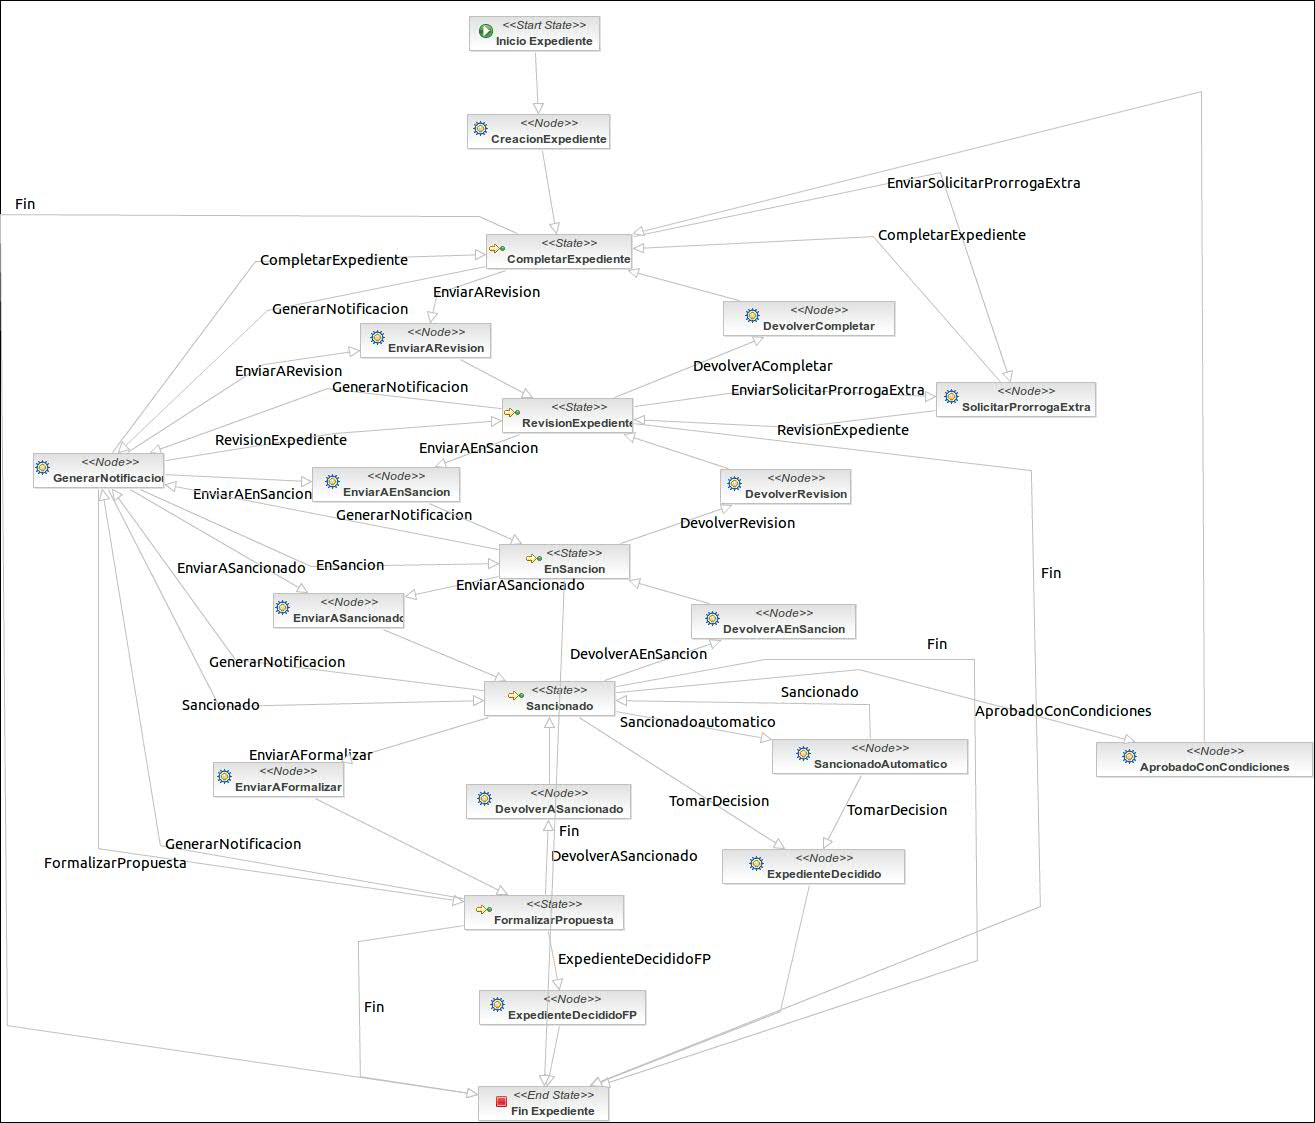 <<Start State>>
Inicio Expediente
<<Node>>
CreacionExpediente
EnviarSolicitarProrrogaExtra
Fin
CompletarExpediente
<<State>>
CompletarExpediente
CompletarExpediente
EnviarARevision
GenerarNotificacion
<<Node>>
DevolverCompletar
<<Node>>
EnviarARevision
DevolverACompletar
EnviarARevision
GenerarNotificacion
EnviarSolicitarProrrogaExtra
<<Node>>
SolicitarProrrogaExtra
<<State>>
RevisionExpediente
RevisionExpediente
RevisionExpediente
EnviarAEnSancion
<<Node>>
GenerarNotificacion
<<Node>>
EnviarAEnSancion
<<Node>>
DevolverRevision
EnviarAEnSancion
GenerarNotificacion
DevolverRevision
<<State>>
EnSancion
EnviarASancionado
EnSancion
Fin
EnviarASancionado
<<Node>>
EnviarASancionado
<<Node>>
DevolverAEnSancion
Fin
DevolverAEnSancion
GenerarNotificacion
<<State>>
Sancionado
Sancionado
Sancionado
AprobadoConCondiciones
Sancionadoautomatico
EnviarAFormalizar
<<Node>>
SancionadoAutomatico
<<Node>>
AprobadoConCondiciones
<<Node>>
EnviarAFormalizar
<<Node>>
DevolverASancionado
TomarDecision
TomarDecision
Fin
GenerarNotificacion
DevolverASancionado
FormalizarPropuesta
<<Node>>
ExpedienteDecidido
<<State>>
FormalizarPropuesta
ExpedienteDecididoFP
Fin
<<Node>>
ExpedienteDecididoFP
<<End State>>
Fin Expediente